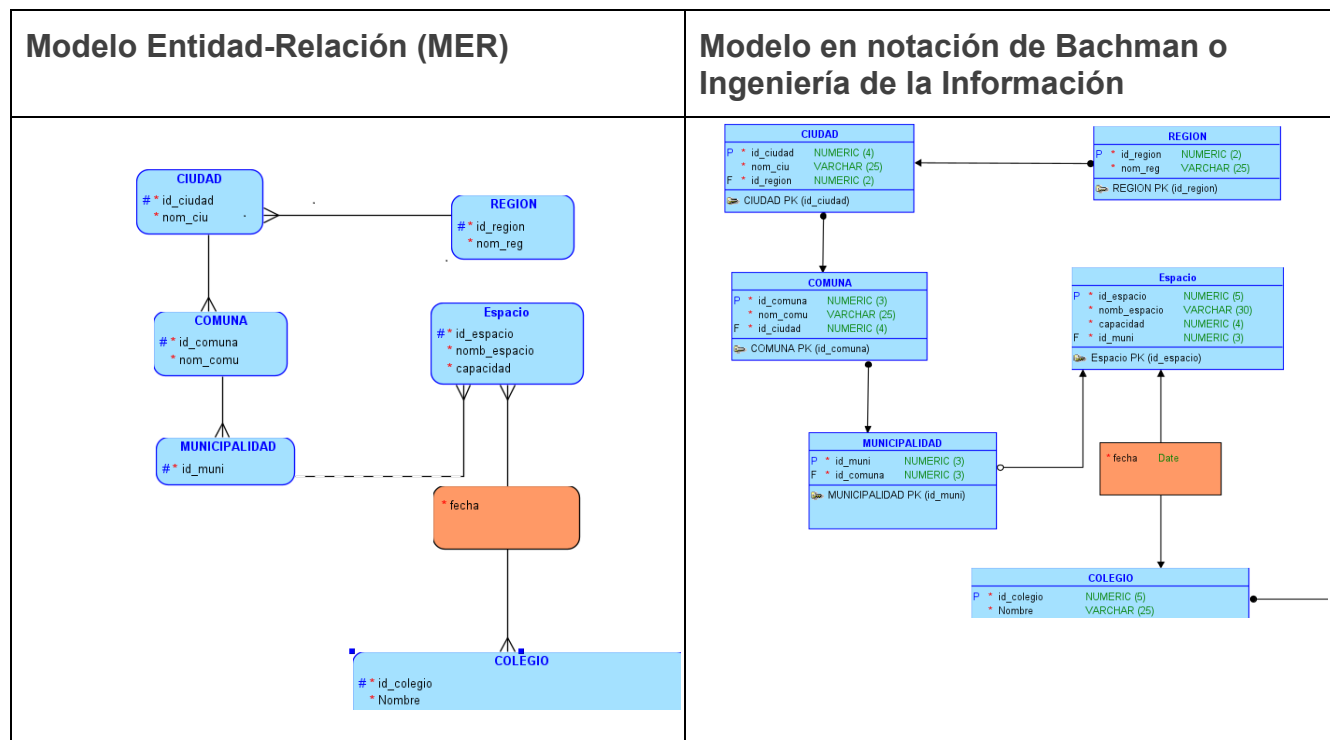 Modelo Entidad-Relación (MER)
Modelo en notación de Bachman o
Ingeniería de la Información
CIUDAD
# * id_ciudad
* nom_ciu
REGION
# * id_region
* nom_reg
COMUNA
# * id_comuna
* nom_comu
Espacio
# * id_espacio
* nomb_espacio
* capacidad
MUNICIPALIDAD
# * id_muni
* fecha
COLEGIO
# * id_colegio
* Nombre
CIUDAD
P * id_ciudad NUMERIC (4)
* nom_ciu VARCHAR (25)
F * id_region NUMERIC (2)
CIUDAD PK (id_ciudad)
REGION
P * id_region NUMERIC (2)
* nom_reg VARCHAR (25)
REGION PK (id_region)
COMUNA
P * id_comuna NUMERIC (3)
* nom_comu VARCHAR (25)
F * id_ciudad NUMERIC (4)
COMUNA PK (id_comuna)
Espacio
P * id_espacio NUMERIC (5)
* nomb_espacio VARCHAR (30)
* capacidad NUMERIC (4)
F * id_muni NUMERIC (3)
Espacio PK (id_espacio)
MUNICIPALIDAD
P * id_muni NUMERIC (3)
F * id_comuna NUMERIC (3)
MUNICIPALIDAD PK (id_muni)
* fecha Date
COLEGIO
P * id_colegio NUMERIC (5)
* Nombre VARCHAR (25)